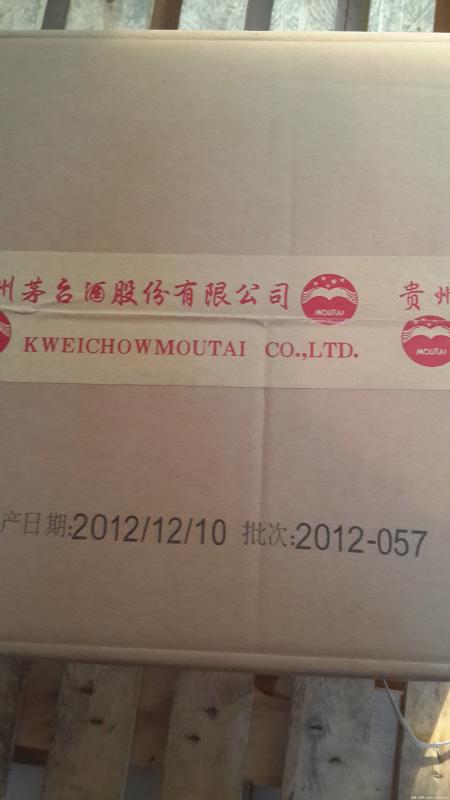 州茅台酒股份有限公司 MOUTAI 贵州
KWEICHOWMOUTAI CO.,LTD. MOUTAI
产日期:2012/12/10 批次:2012-057